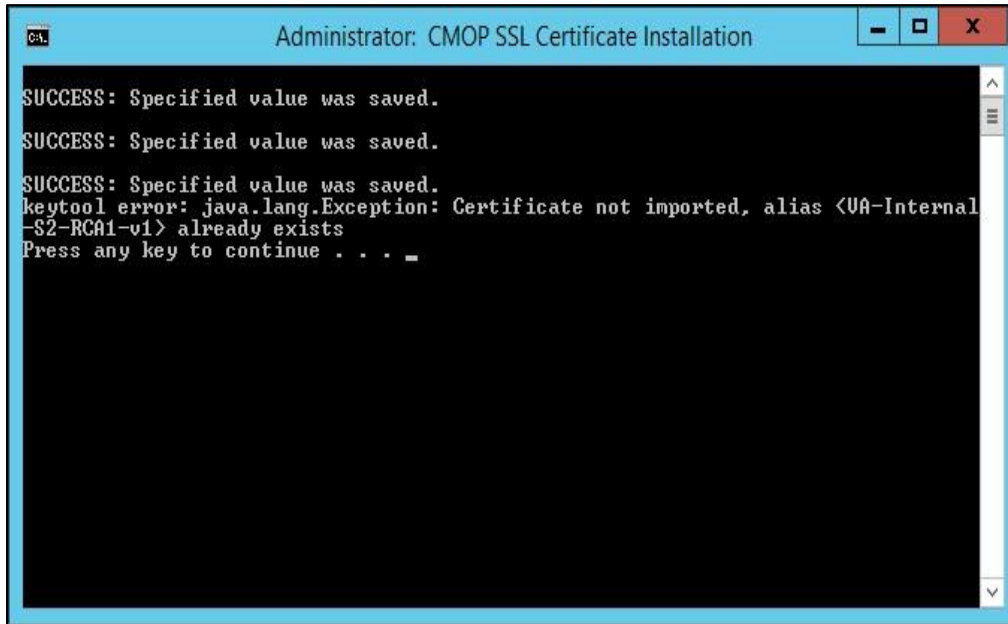 Administrator: CMOP SSL Certificate Installation
SUCCESS: Specified value was saved.
SUCCESS: Specified value was saved.
SUCCESS: Specified value was saved.
keytool error: java.lang.Exception: Certificate not imported, alias <VA-Internal
-S2-RCA1-v1> already exists
Press any key to continue . . . _